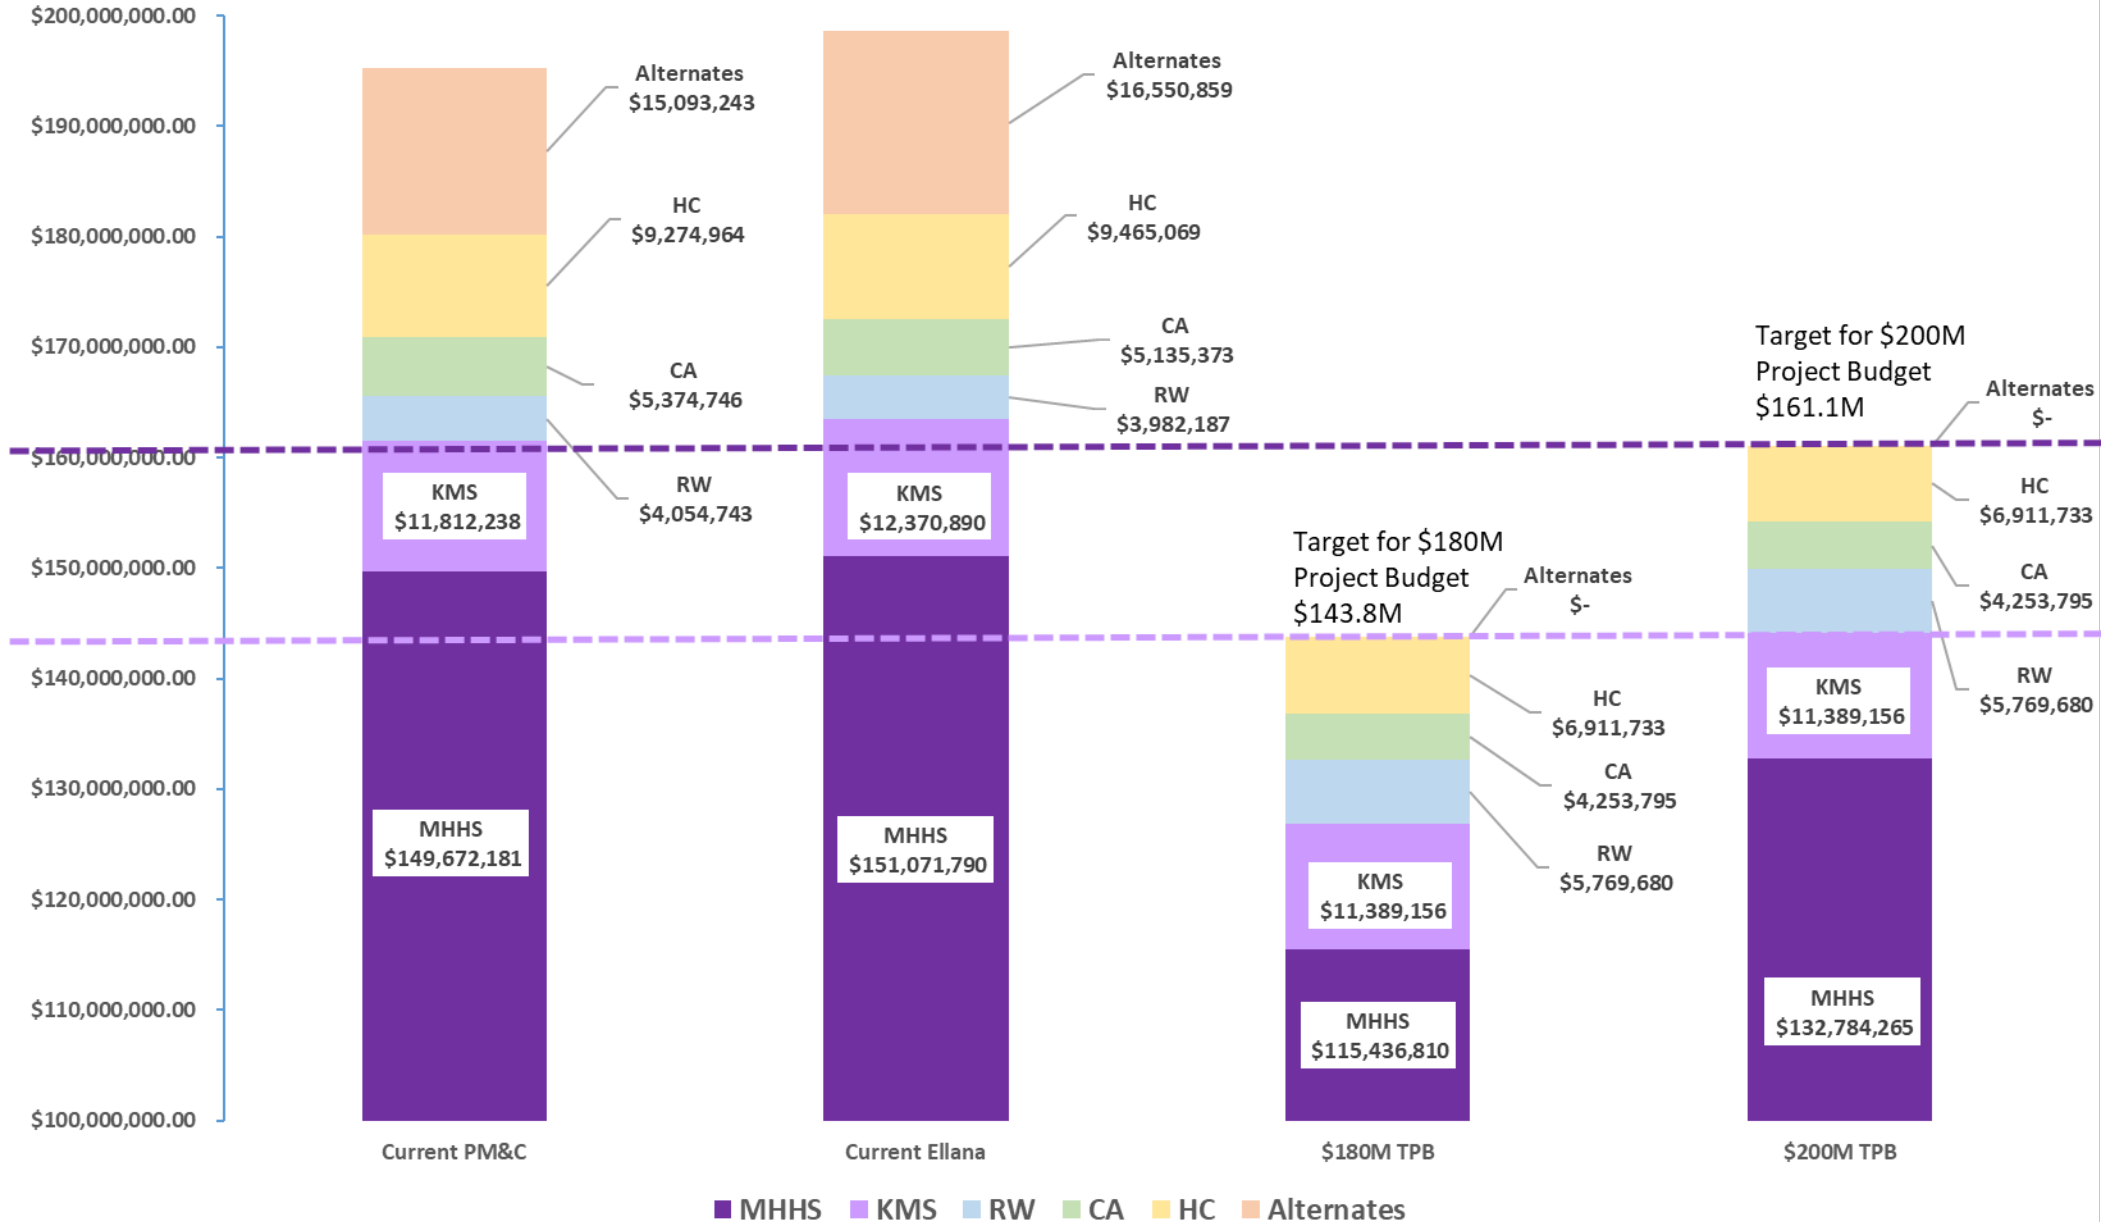 $200,000,000.00
$190,000,000.00
$180,000,000.00
$170,000,000.00
$160,000,000.00
$150,000,000.00
$140,000,000.00
$130,000,000.00
$120,000,000.00
$110,000,000.00
$100,000,000.00
Alternates
$15,093,243
HC
$9,274,964
CA
$5,374,746
RW
$4,054,743
KMS
$11,812,238
MHHS
$149,672,181
Alternates
$16,550,859
HC
$9,465,069
CA
$5,135,373
RW
$3,982,187
KMS
$12,370,890
MHHS
$151,071,790
Target for $180M
Project Budget
$143.8M
Alternates
$-
HC
$6,911,733
CA
$4,253,795
RW
$5,769,680
KMS
$11,389,156
MHHS
$115,436,810
Target for $200M
Project Budget
$161.1M
Alternates
$-
HC
$6,911,733
CA
$4,253,795
RW
$5,769,680
KMS
$11,389,156
MHHS
$132,784,265
Current PM&C
Current Ellana
$180M TPB
$200M TPB
MHHS KMS RW CA HC Alternates